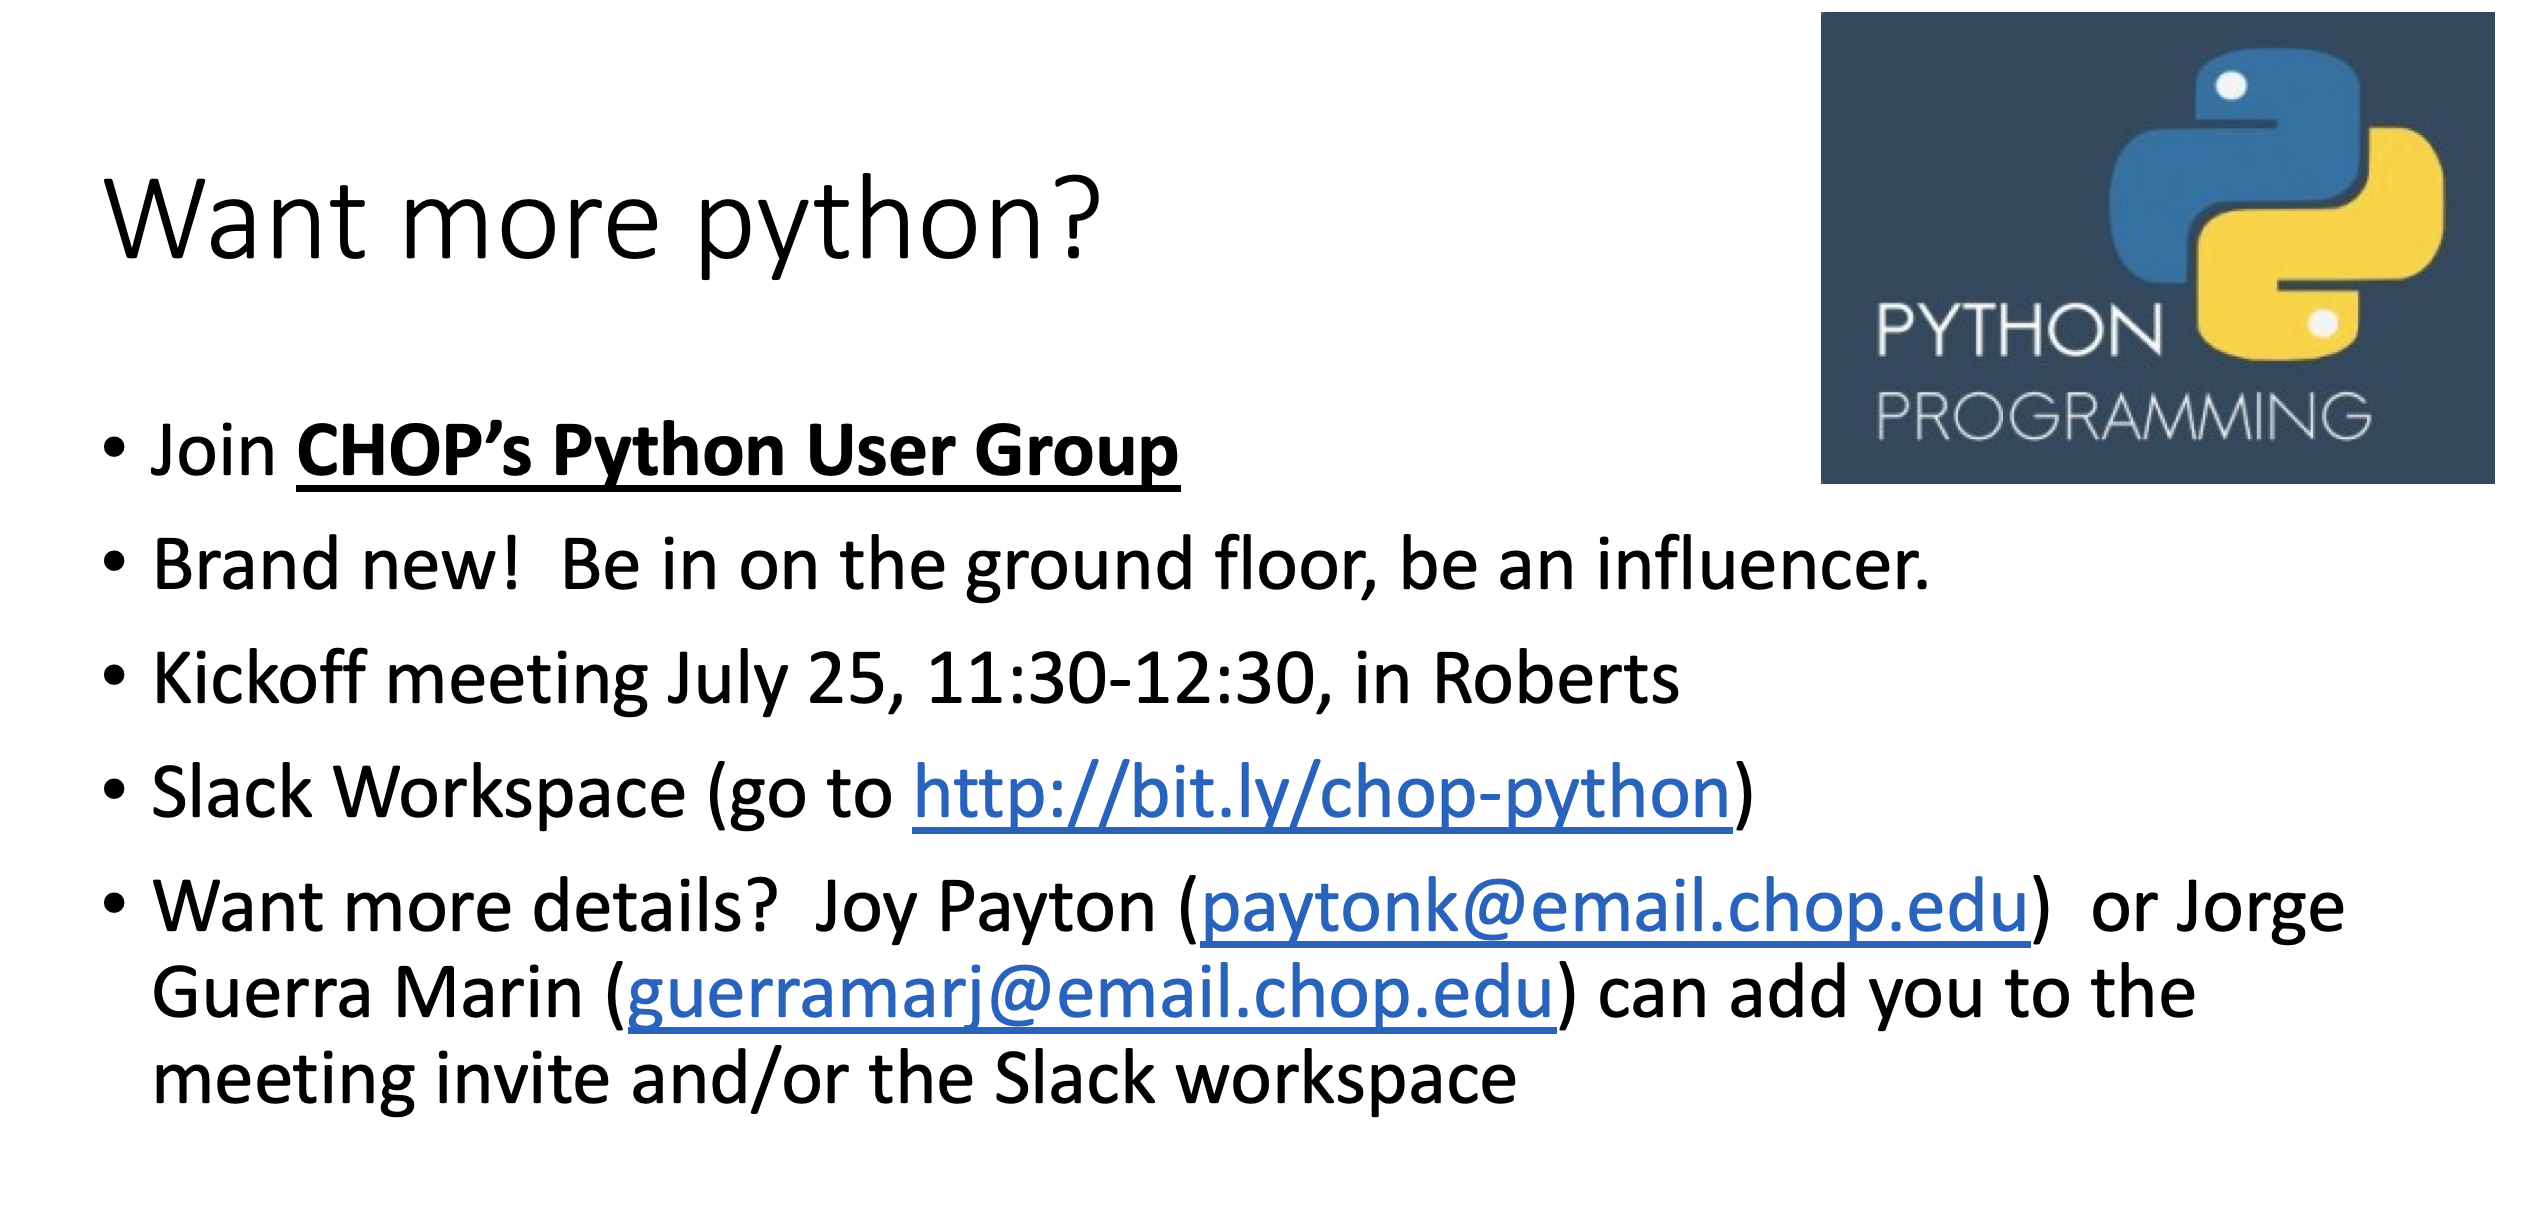 Want more python?
PYTHON
PROGRAMMING
• Join CHOP’s Python User Group
• Brand new!  Be in on the ground floor, be an influencer.
• Kickoff meeting July 25, 11:30-12:30, in Roberts
• Slack Workspace (go to http://bit.ly/chop-python)
• Want more details?  Joy Payton (paytonk@email.chop.edu)  or Jorge
Guerra Marin (guerramarj@email.chop.edu) can add you to the
meeting invite and/or the Slack workspace